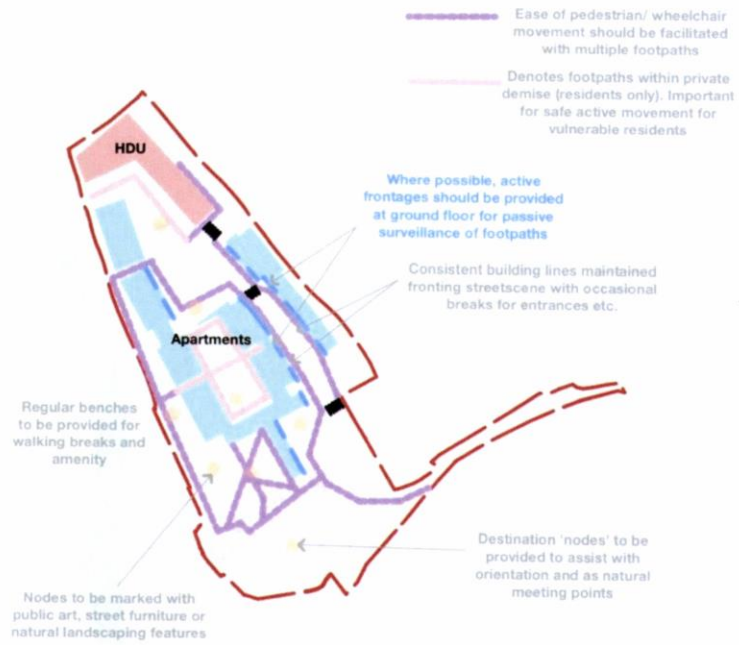 Ease of pedestrian/ wheelchair
movement should be facilitated
with multiple footpaths
Denotes footpaths within private
demise (residents only). Important
for safe active movement for
vulnerable residents
HDU
Where possible, active
frontages should be provided
at ground floor for passive
surveillance of footpaths
Consistent building lines maintained
fronting streetscene with occasional
breaks for entrances etc.
Apartments
Regular benches
to be provided for
walking breaks and
amenity
Destination 'nodes' to be
provided to assist with
orientation and as natural
meeting points
Nodes to be marked with
public art, street furniture or
natural landscaping features